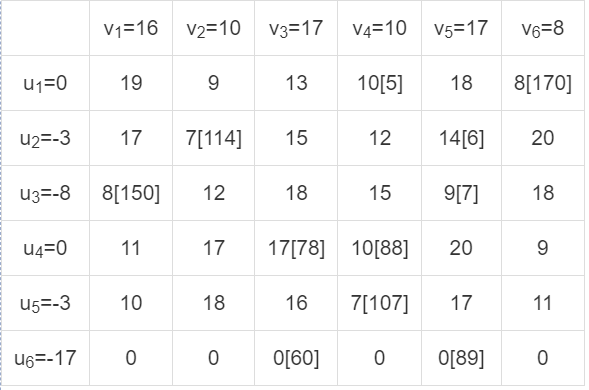 v₁=16 v₂=10 v₃=17 v₄=10 v₅=17 v₆=8
u₁=0 19 9 13 10[5] 18 8[170]
u₂=-3 17 7[114] 15 12 14[6] 20
u₃=-8 8[150] 12 18 15 9[7] 18
u₄=0 11 17 17[78] 10[88] 20 9
u₅=-3 10 18 16 7[107] 17 11
u₆=-17 0 0 0[60] 0 0[89] 0